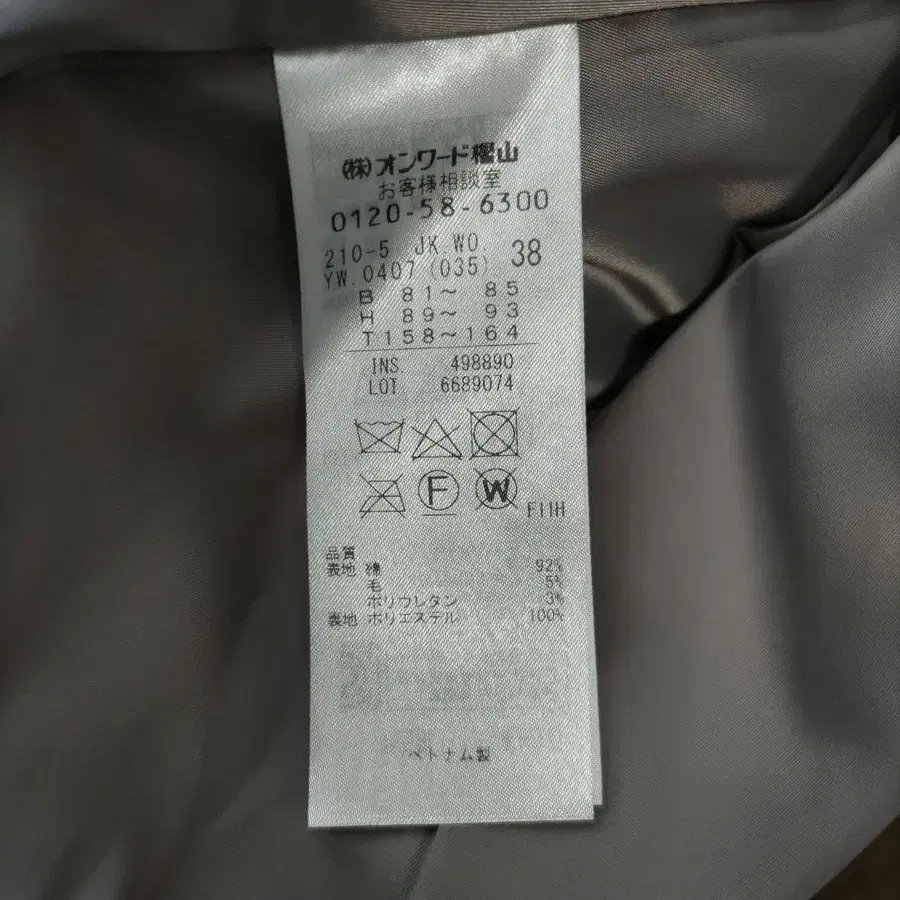 (株)オンワード樫山
お客様相談室
0120-58-6300
210-5 JK.WO
YW.0407(035) 38
B 81〜 85
H 89〜 93
T158〜164
INS 498890
LOT 6689074
F
W
F11H
品質
表地 綿 92%
毛 5%
ポリウレタン 3%
裏地 ポリエステル 100%
ベトナム製